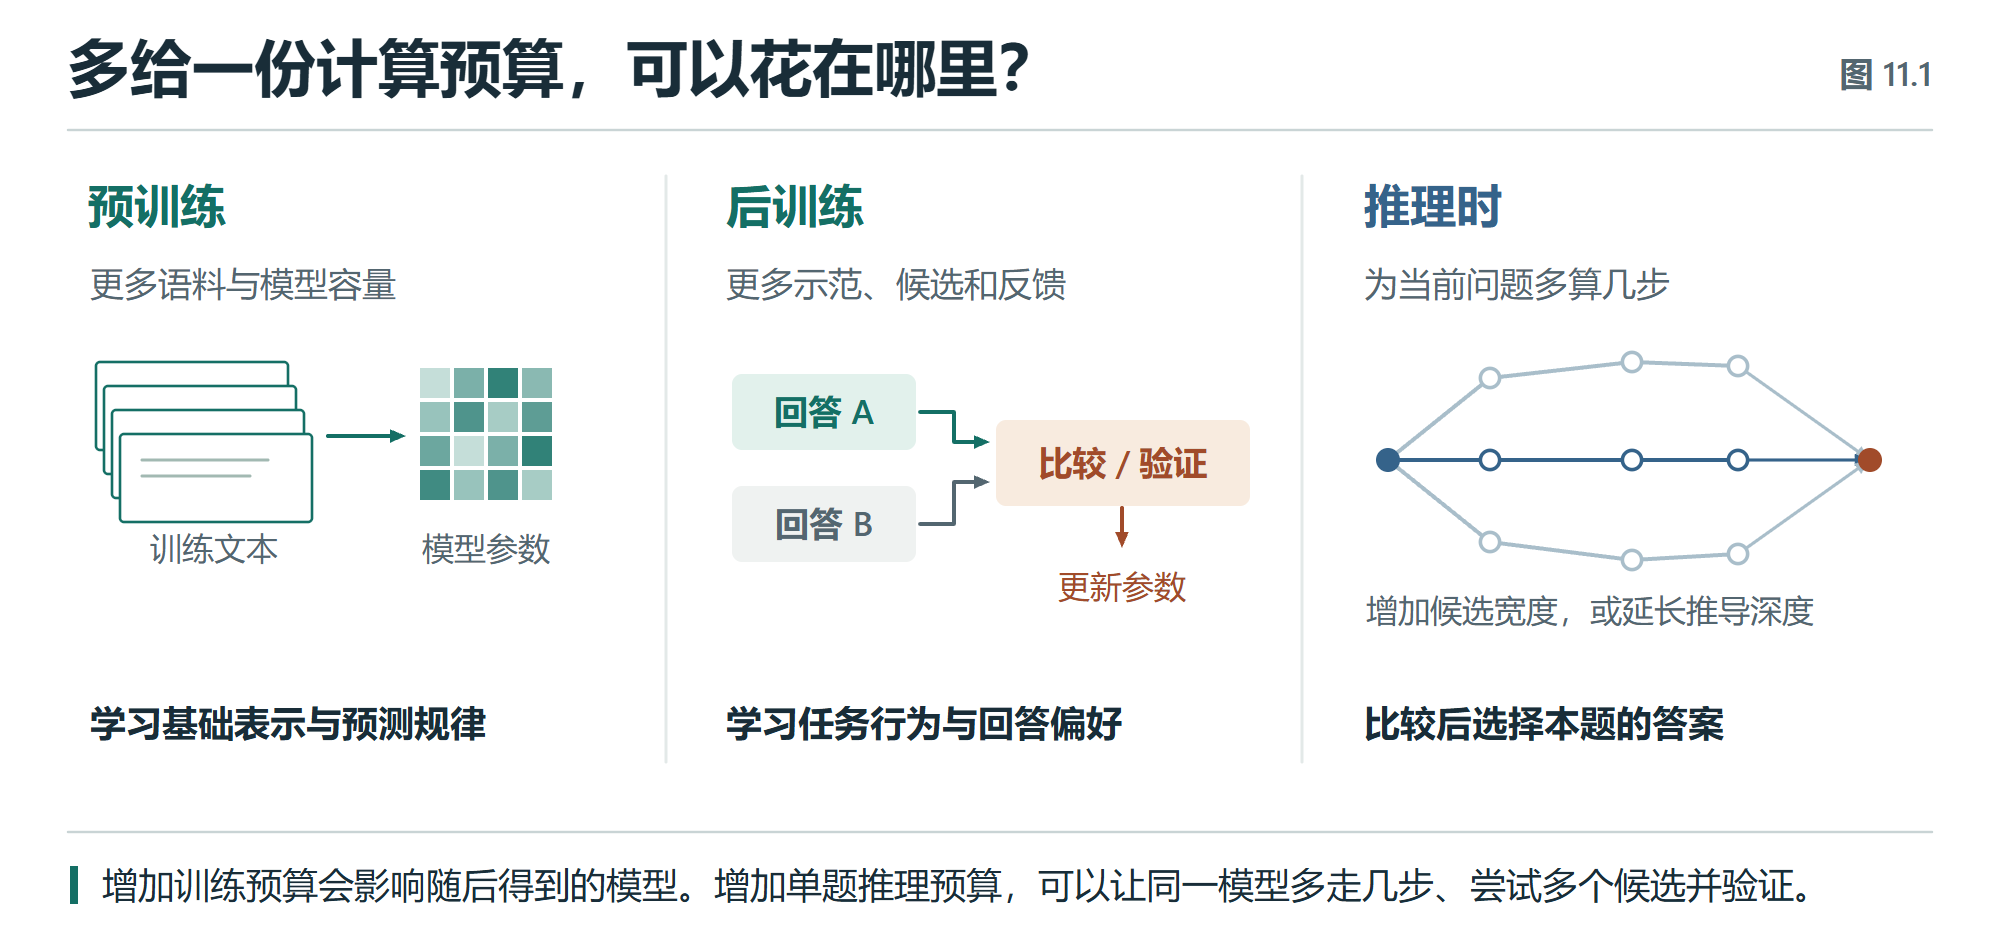 多给一份计算预算，可以花在哪里？
图 11.1
预训练
更多语料与模型容量
训练文本
模型参数
学习基础表示与预测规律
后训练
更多示范、候选和反馈
回答 A
回答 B
比较 / 验证
更新参数
学习任务行为与回答偏好
推理时
为当前问题多算几步
增加候选宽度，或延长推导深度
比较后选择本题的答案
增加训练预算会影响随后得到的模型。增加单题推理预算，可以让同一模型多走几步、尝试多个候选并验证。